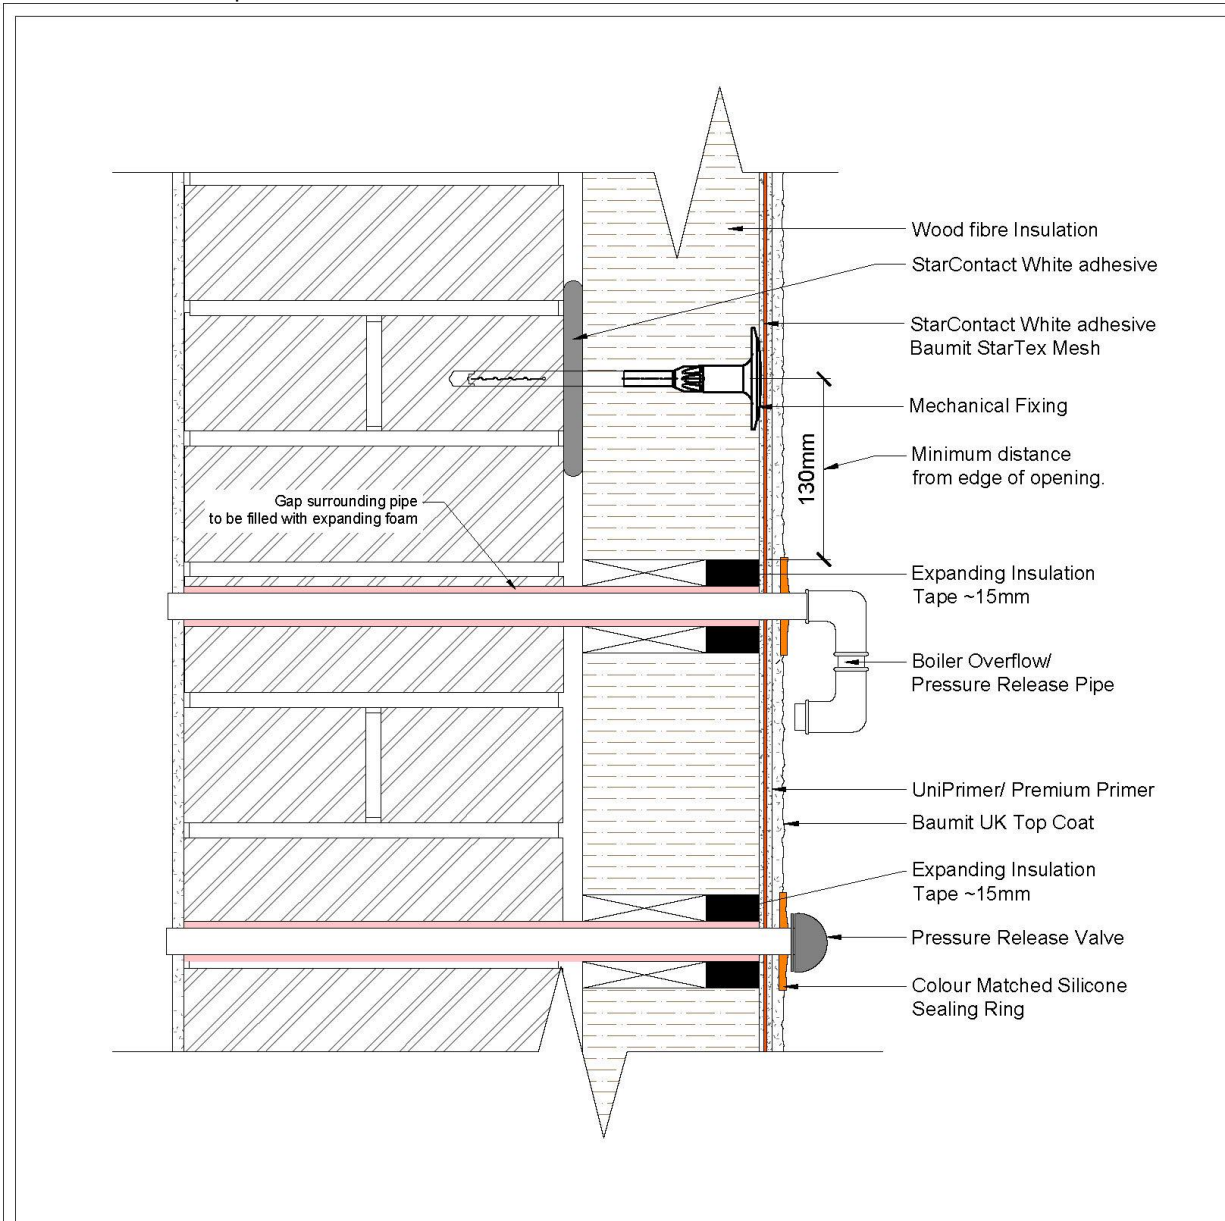 Wood fibre Insulation
StarContact White adhesive
StarContact White adhesive
Baumit StarTex Mesh
Mechanical Fixing
130mm
Minimum distance
from edge of opening.
Gap surrounding pipe
to be filled with expanding foam
Expanding Insulation
Tape ~15mm
Boiler Overflow/
Pressure Release Pipe
UniPrimer/ Premium Primer
Baumit UK Top Coat
Expanding Insulation
Tape ~15mm
Pressure Release Valve
Colour Matched Silicone
Sealing Ring